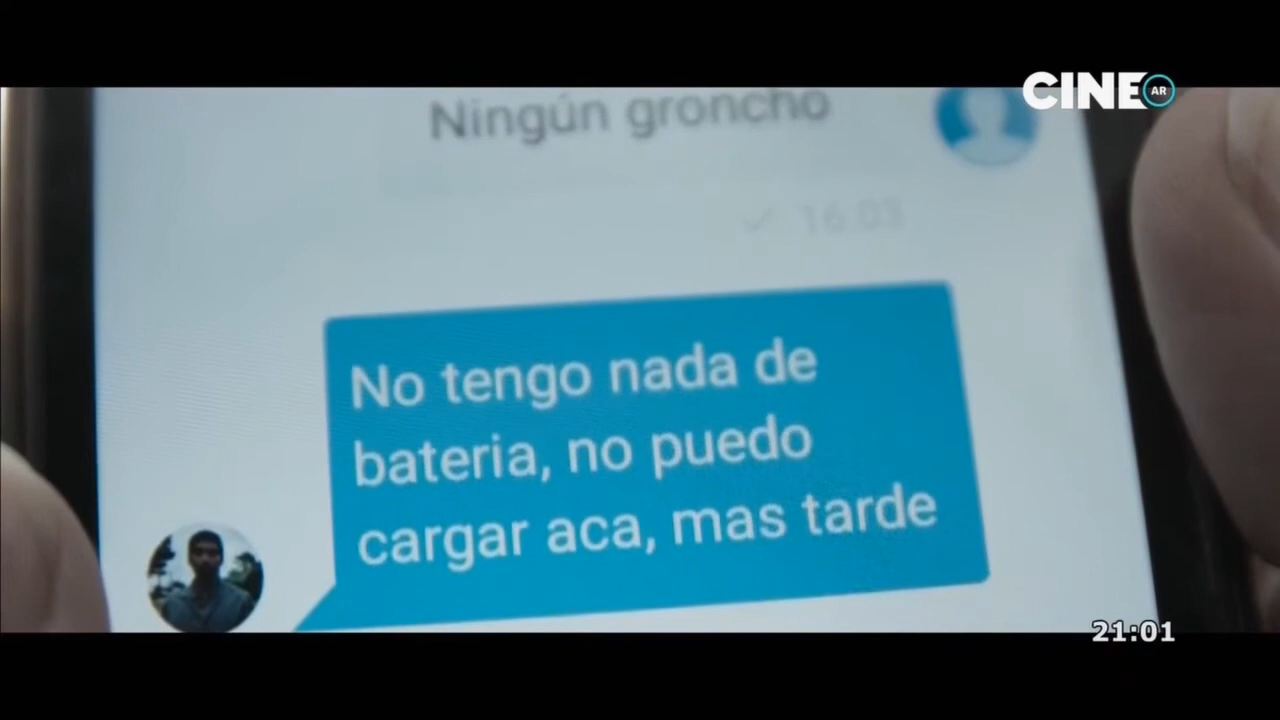 CINE AR
Ningún groncho
✓ 16.03
No tengo nada de
bateria, no puedo
cargar aca, mas tarde
21:01